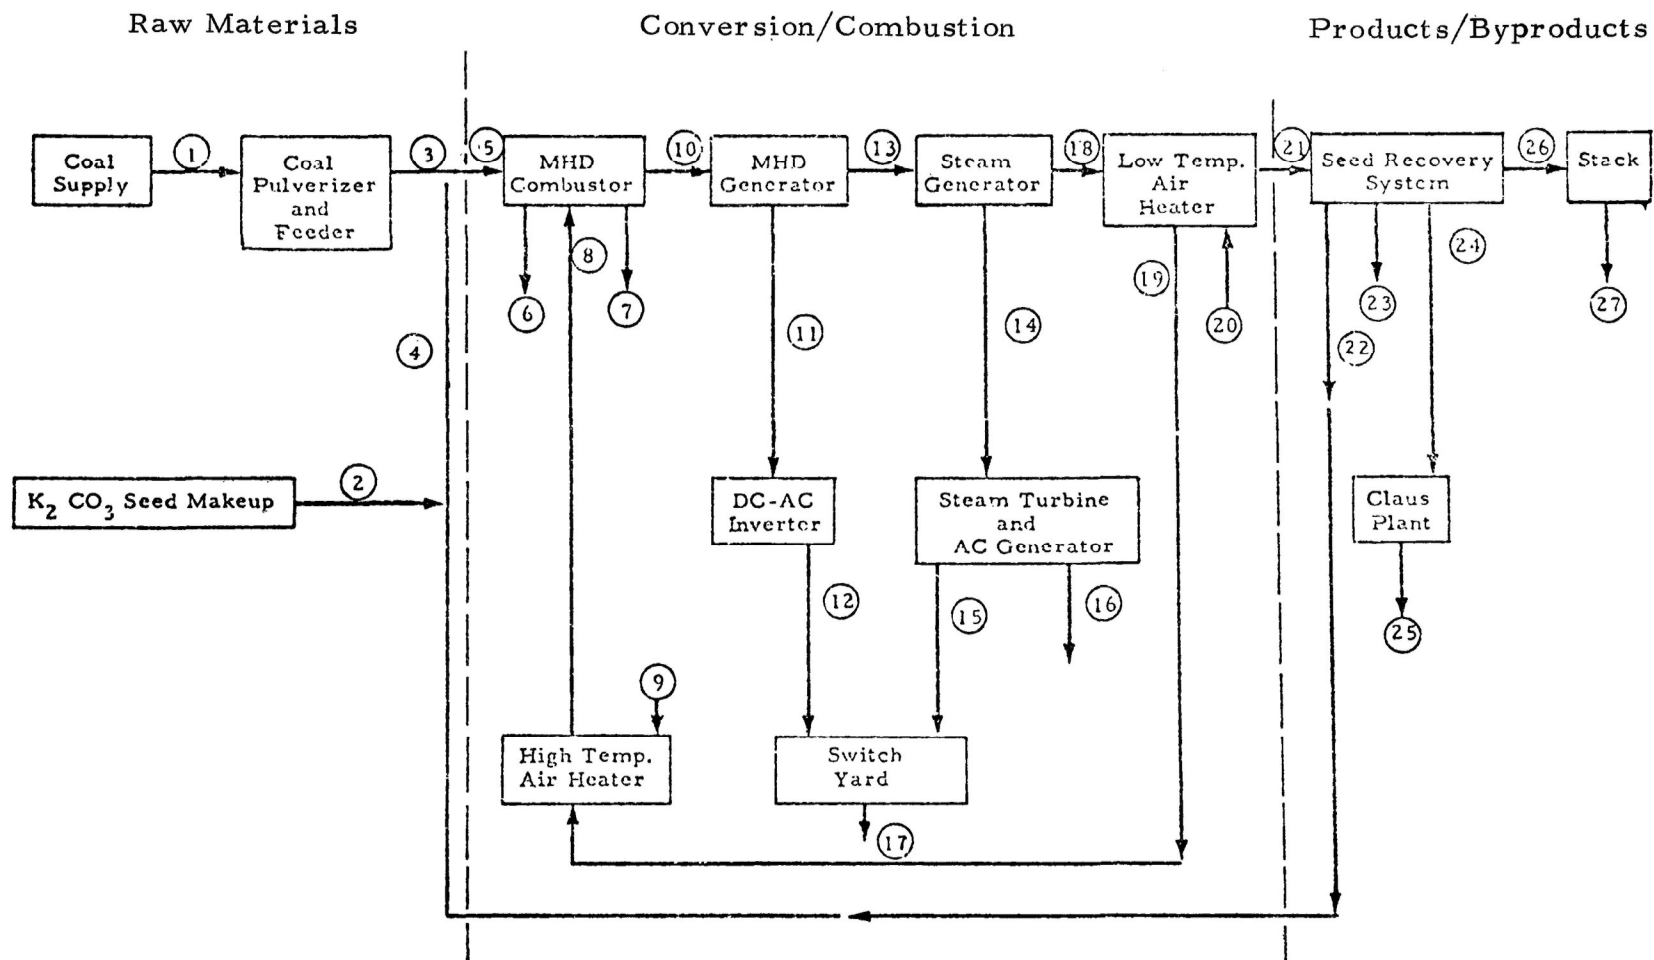 Raw Materials
Conversion/Combustion
Products/Byproducts
Coal
Supply
1
Coal
Pulverizer
and
Feeder
3
5
MHD
Combustor
10
MHD
Generator
13
Steam
Generator
18
Low Temp.
Air
Heater
21
Seed Recovery
System
26
Stack
8
6
7
19
20
24
23
27
4
11
14
22
K2 CO3 Seed Makeup
2
DC-AC
Inverter
Steam Turbine
and
AC Generator
Claus
Plant
12
15
16
25
9
High Temp.
Air Heater
Switch
Yard
17